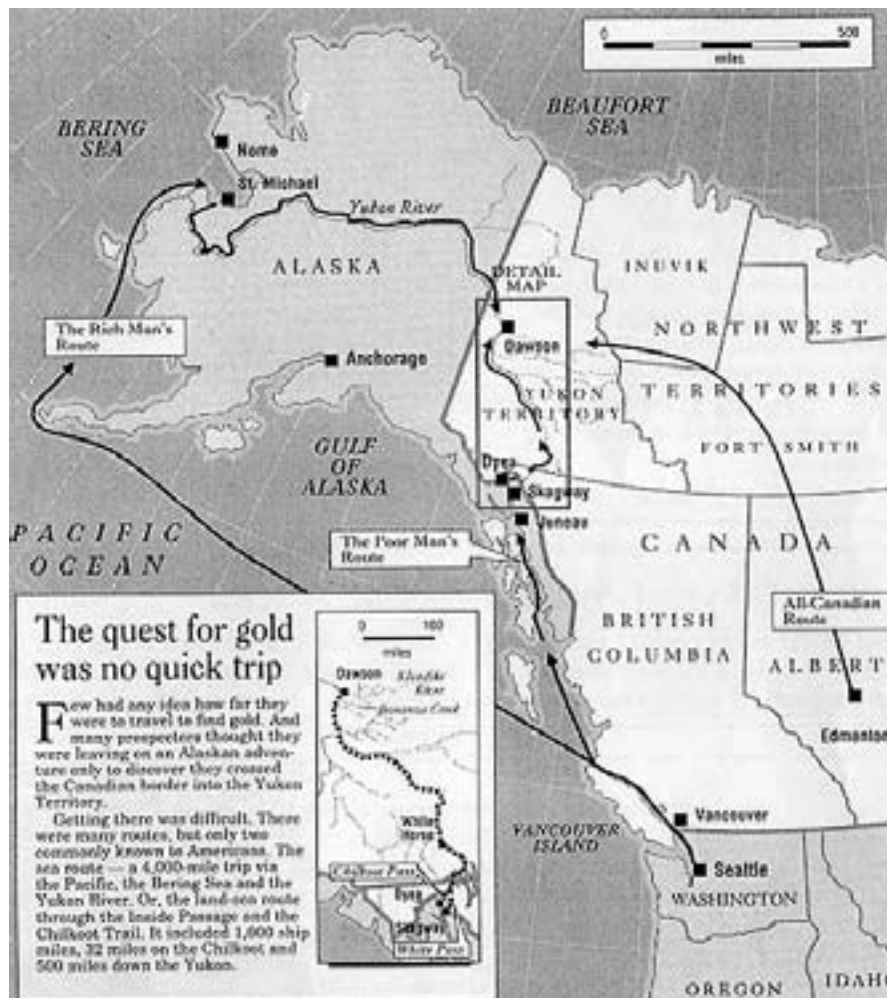 0 500
miles
BEAUFORT
SEA
BERING
SEA
Nome
St. Michael
Yukon River
ALASKA
DETAIL
MAP
INUVIK
The Rich Man's
Route
NORTHWEST
Dawson
Anchorage
YUKON
TERRITORY
TERRITORIES
FORT SMITH
GULF
OF
ALASKA
Dyea
Skagway
Juneau
PACIFIC
OCEAN
The Poor Man's
Route
CANADA
All-Canadian
Route
BRITISH
COLUMBIA
ALBERT
Edmonton
Vancouver
VANCOUVER
ISLAND
Seattle
WASHINGTON
OREGON
IDAHO
The quest for gold
was no quick trip
Few had any idea how far they
were to travel to find gold. And
many prospectors thought they
were leaving on an Alaskan adven-
ture only to discover they crossed
the Canadian border into the Yukon
Territory.
Getting there was difficult. There
were many routes, but only two
commonly known to Americans. The
sea route — a 4,000-mile trip via
the Pacific, the Bering Sea and the
Yukon River. Or, the land-sea route
through the Inside Passage and the
Chilkoot Trail. It included 1,000 ship
miles, 32 miles on the Chilkoot and
500 miles down the Yukon.
0
miles
Dawson
Klondike
River
Bonanza Creek
White
Horse
Chilkoot Pass
Dyea
Skagway
White Pass